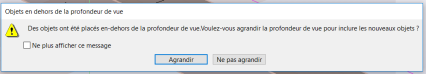 Objets en dehors de la profondeur de vue
Des objets ont été placés en-dehors de la profondeur de vue.Voulez-vous agrandir la profondeur de vue pour inclure les nouveaux objets ?
Ne plus afficher ce message
Agrandir
Ne pas agrandir